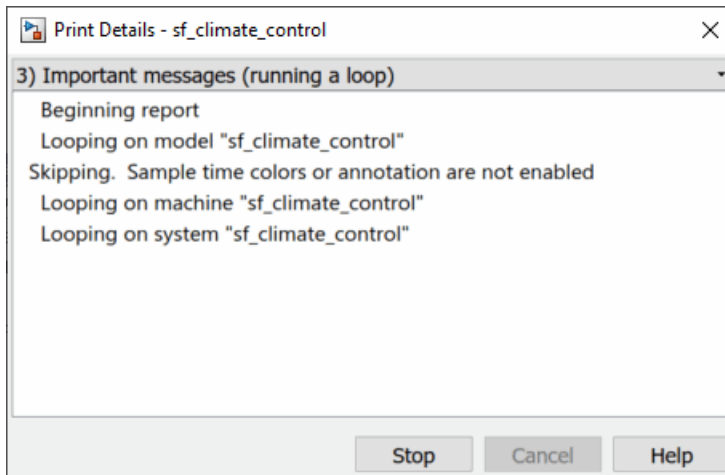 Print Details - sf_climate_control
3) Important messages (running a loop)
Beginning report
Looping on model "sf_climate_control"
Skipping.  Sample time colors or annotation are not enabled
Looping on machine "sf_climate_control"
Looping on system "sf_climate_control"
Stop Cancel Help